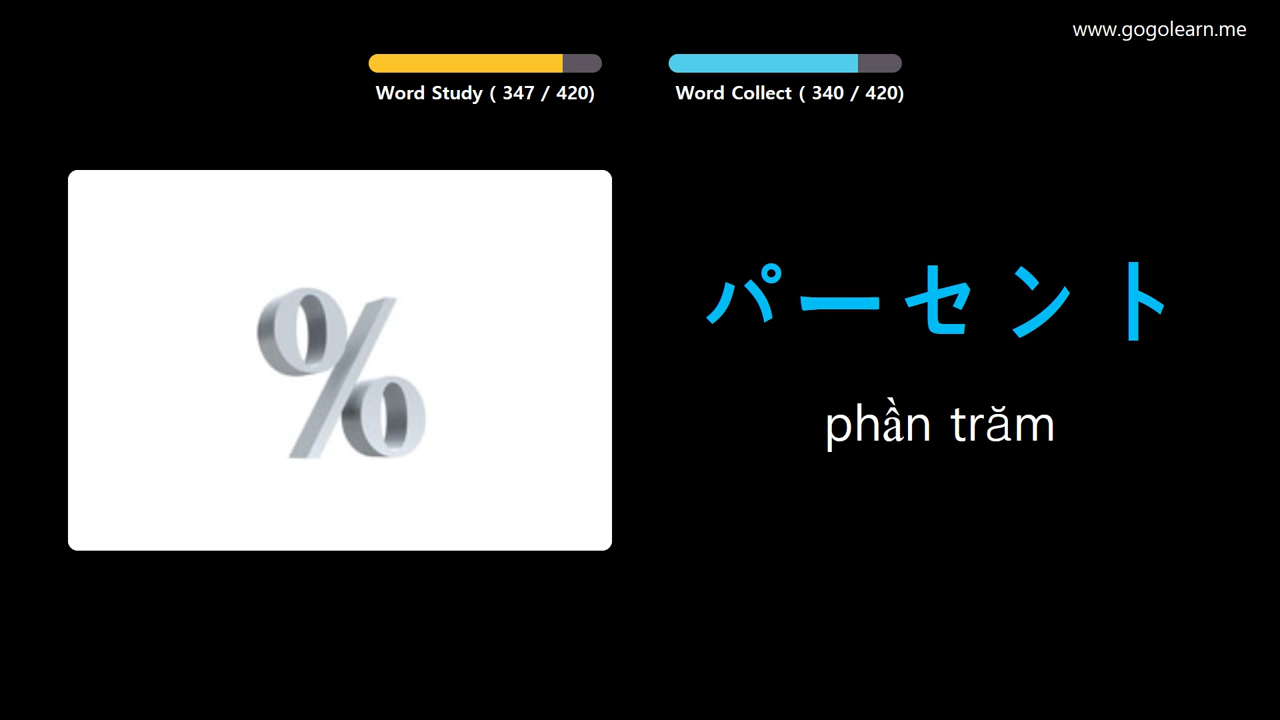 www.gogolearn.me
Word Study ( 347 / 420)
Word Collect ( 340 / 420)
%
パーセント
phần trăm